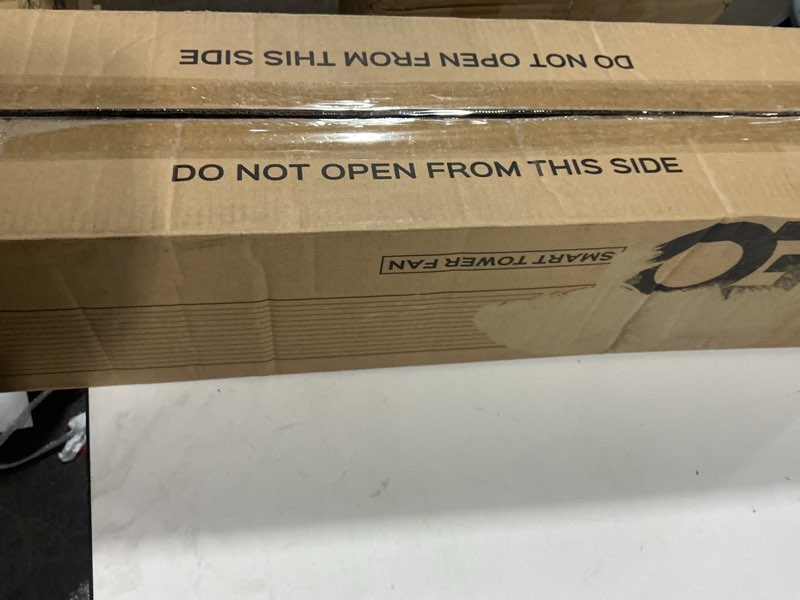 DO NOT OPEN FROM THIS SIDE
DO NOT OPEN FROM THIS SIDE
SMART TOWER FAN